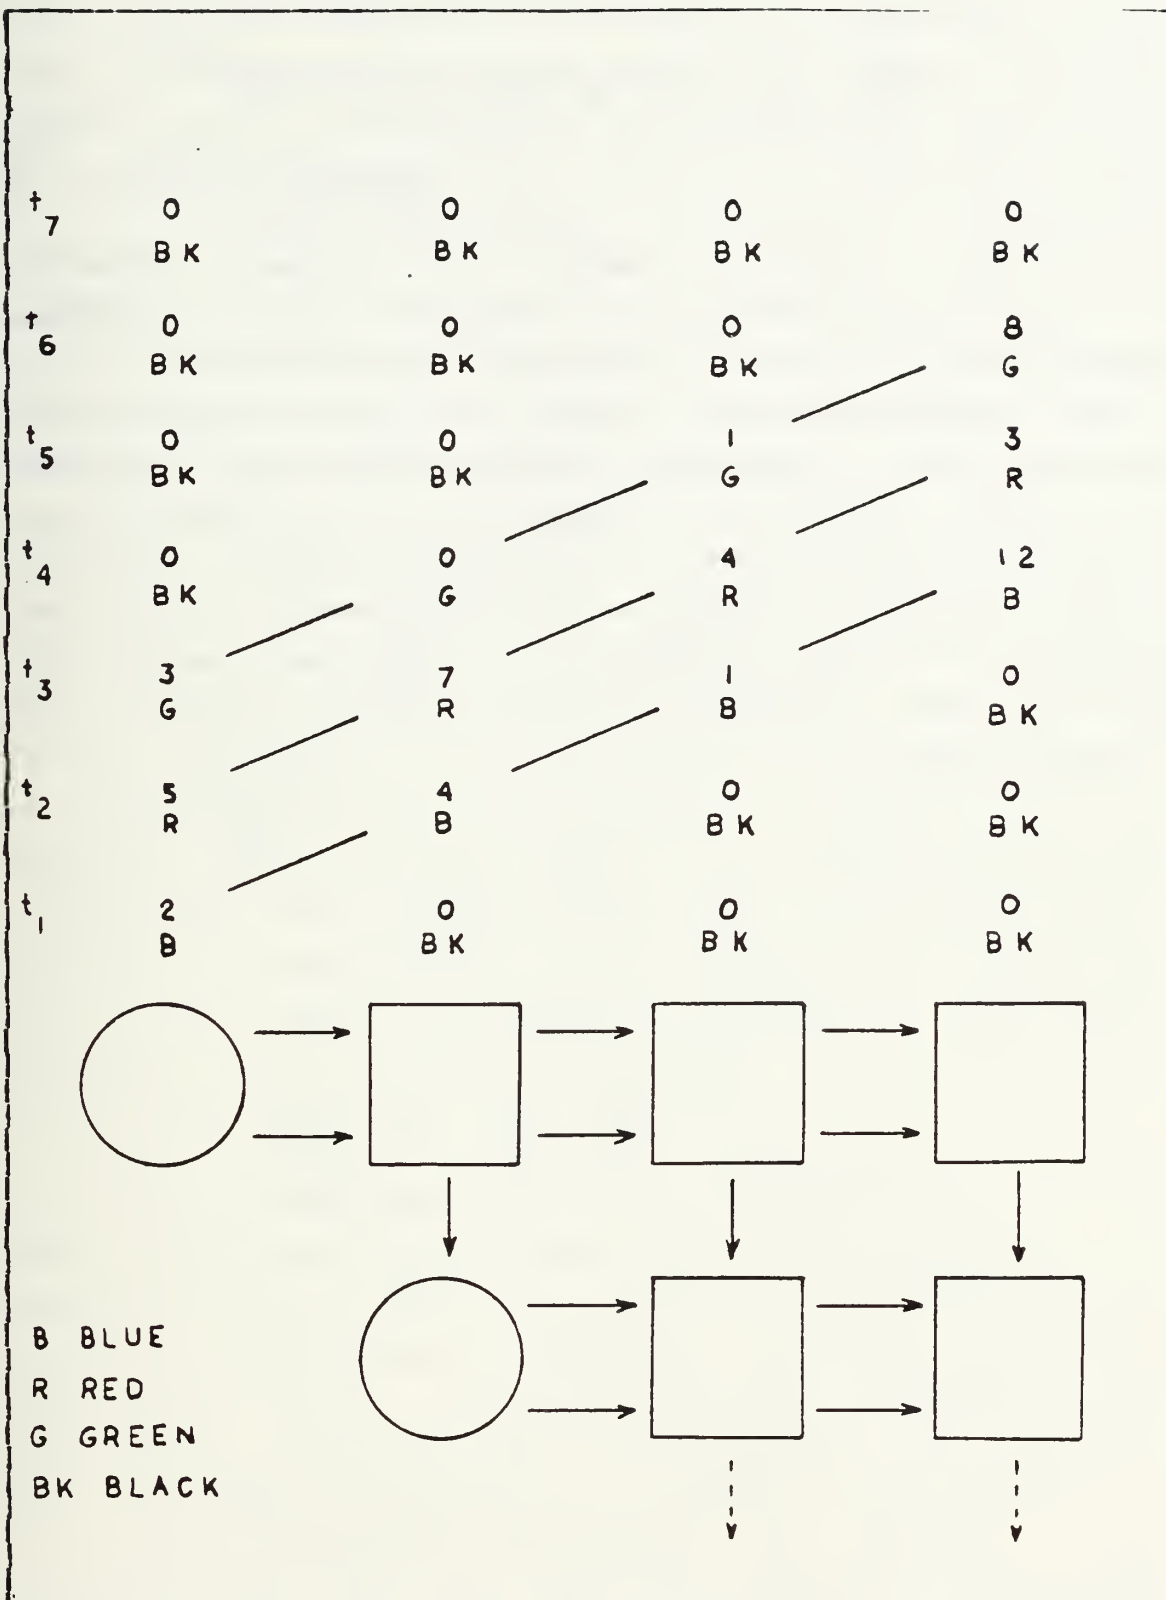 t7 0 0 0 0
BK BK BK BK
t6 0 0 0 8
BK BK BK G
t5 0 0 1 3
BK BK G R
t4 0 0 4 12
BK G R B
t3 3 7 1 0
G R B BK
t2 5 4 0 0
R B BK BK
t1 2 0 0 0
B BK BK BK
B BLUE
R RED
G GREEN
BK BLACK